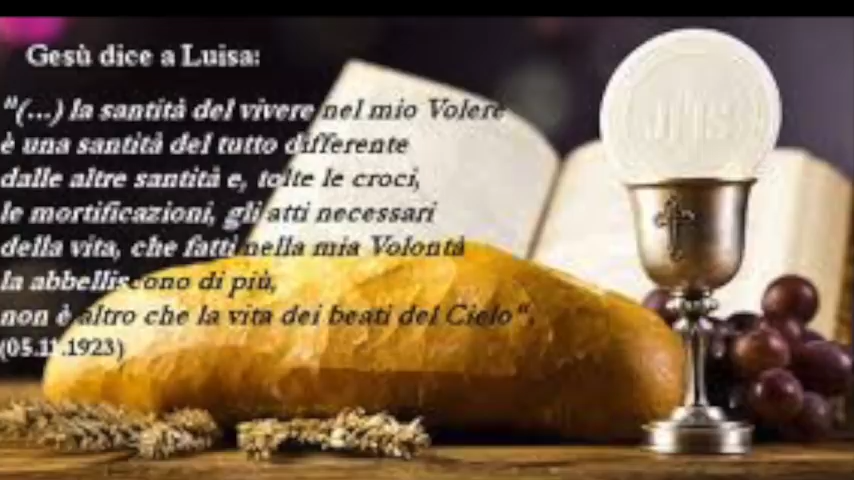 Gesù dice a Luisa:
"(...) la santità del vivere nel mio Volere
è una santità del tutto differente
dalle altre santità e, tolte le croci,
le mortificazioni, gli atti necessari
della vita, che fatti nella mia Volontà
la abbelliscono di più,
non è altro che la vita dei beati del Cielo".
(05.11.1923)
JHS